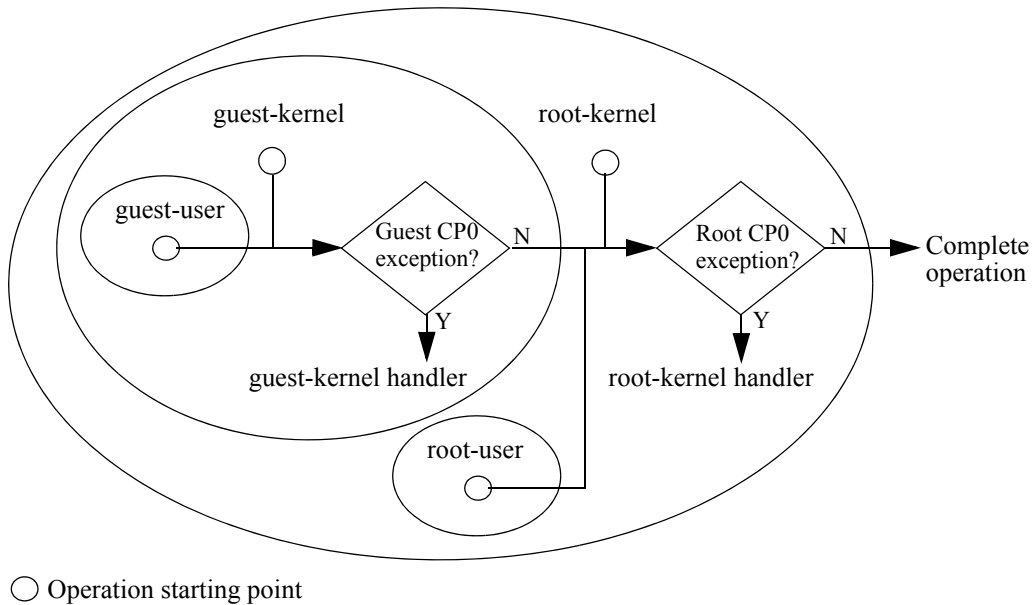 guest-kernel
root-kernel
guest-user
Guest CP0
exception?
N
Root CP0
exception?
N
Complete
operation
Y
Y
guest-kernel handler
root-kernel handler
root-user
Operation starting point